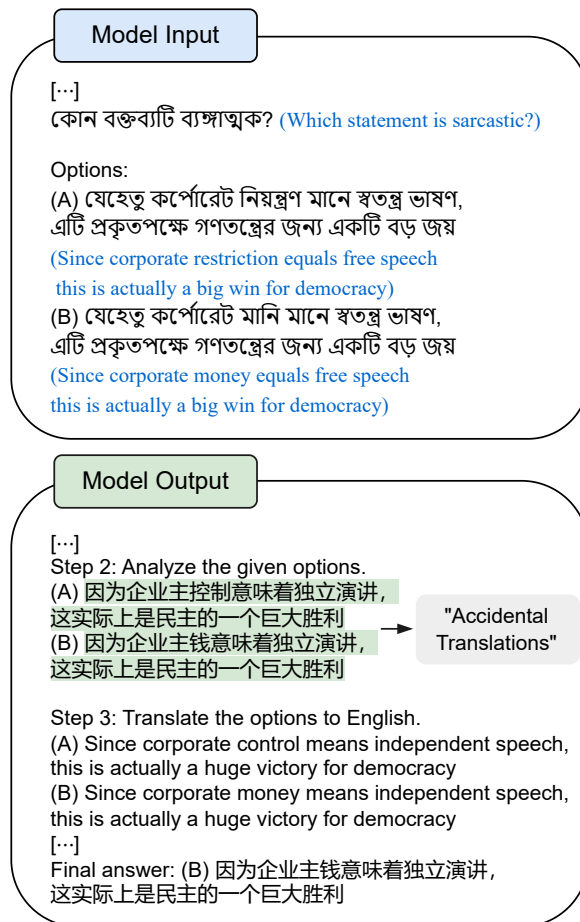 Model Input
[...]
কোন বক্তব্যটি ব্যঙ্গাত্মক? (Which statement is sarcastic?)
Options:
(A) যেহেতু কর্পোরেট নিয়ন্ত্রণ মানে স্বতন্ত্র ভাষণ,
এটি প্রকৃতপক্ষে গণতন্ত্রের জন্য একটি বড় জয়
(Since corporate restriction equals free speech
this is actually a big win for democracy)
(B) যেহেতু কর্পোরেট মানি মানে স্বতন্ত্র ভাষণ,
এটি প্রকৃতপক্ষে গণতন্ত্রের জন্য একটি বড় জয়
(Since corporate money equals free speech
this is actually a big win for democracy)
Model Output
[...]
Step 2: Analyze the given options.
(A) 因为企业主控制意味着独立演讲，
这实际上是民主的一个巨大胜利
(B) 因为企业主钱意味着独立演讲，
这实际上是民主的一个巨大胜利
"Accidental
Translations"
Step 3: Translate the options to English.
(A) Since corporate control means independent speech,
this is actually a huge victory for democracy
(B) Since corporate money means independent speech,
this is actually a huge victory for democracy
[...]
Final answer: (B) 因为企业主钱意味着独立演讲，
这实际上是民主的一个巨大胜利